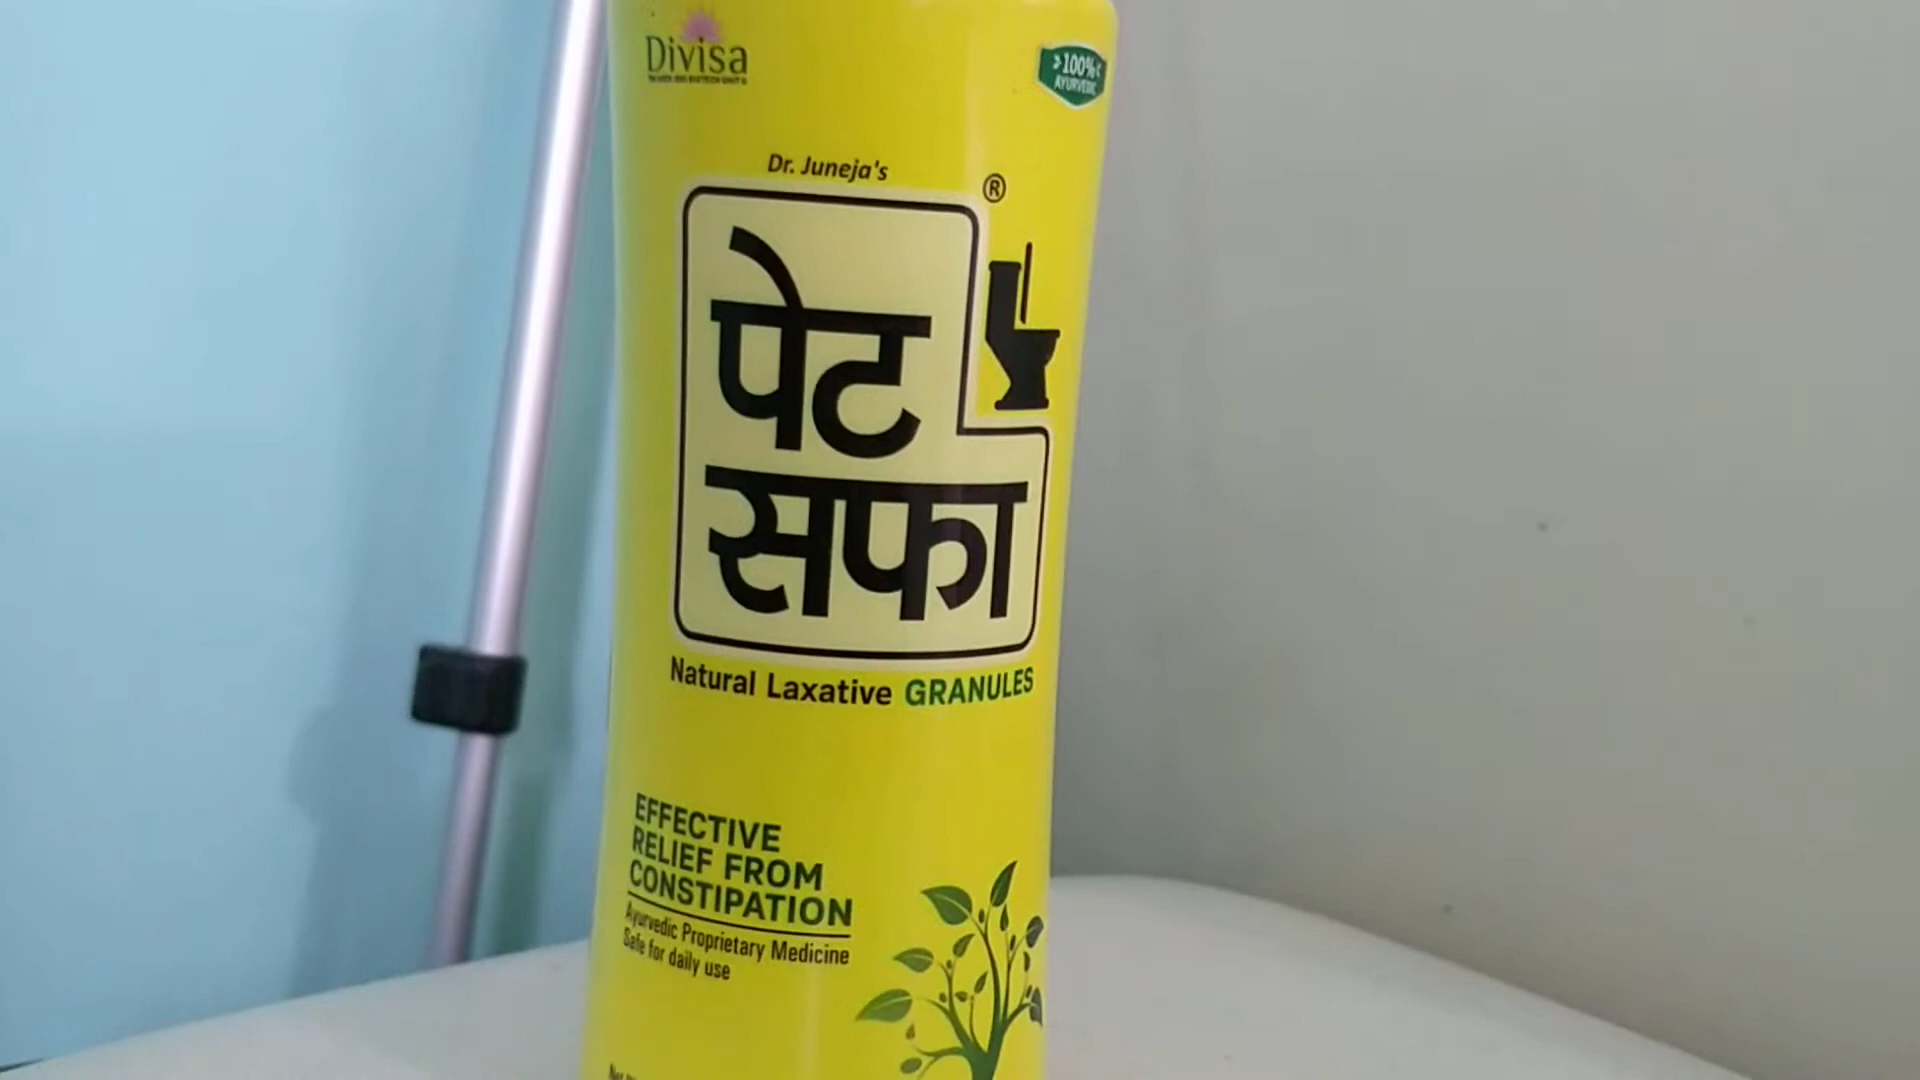 Divisa
100%
AYURVEDIC
Dr. Juneja's
®
पेट
सफा
Natural Laxative GRANULES
EFFECTIVE
RELIEF FROM
CONSTIPATION
Ayurvedic Proprietary Medicine
Safe for daily use